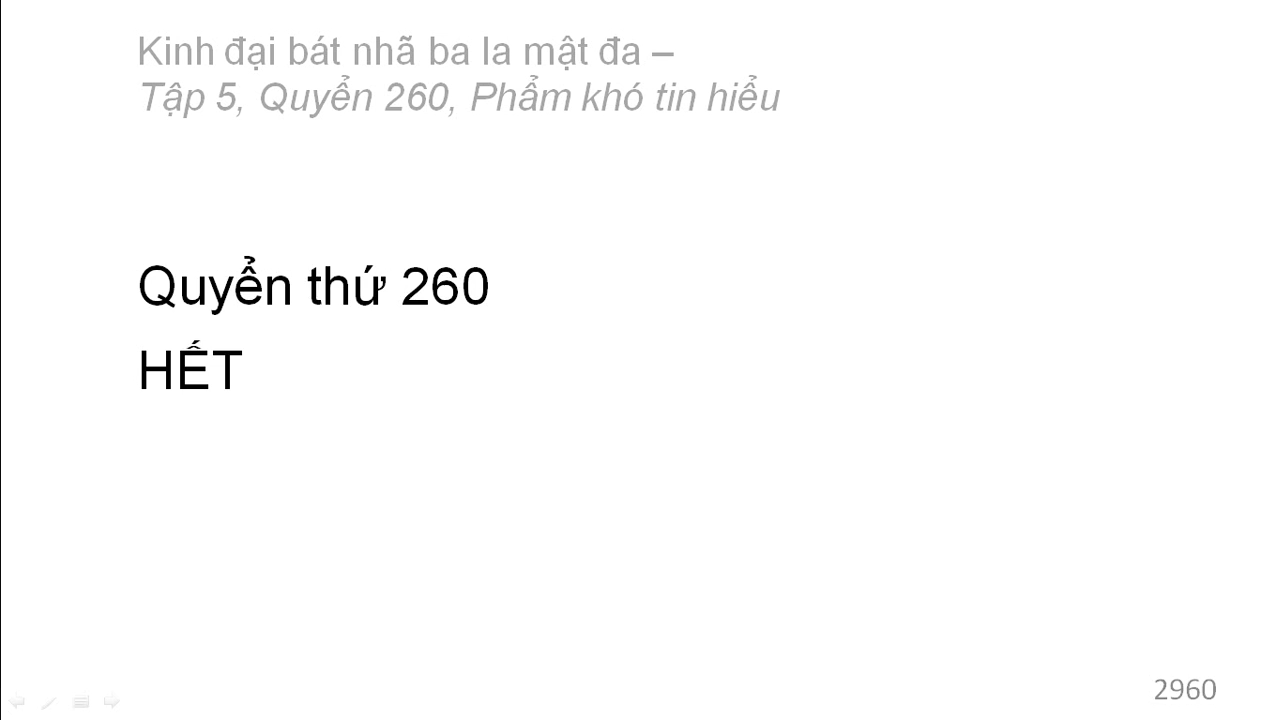 Kinh đại bát nhã ba la mật đa –
Tập 5, Quyển 260, Phẩm khó tin hiểu
Quyển thứ 260
HẾT
2960